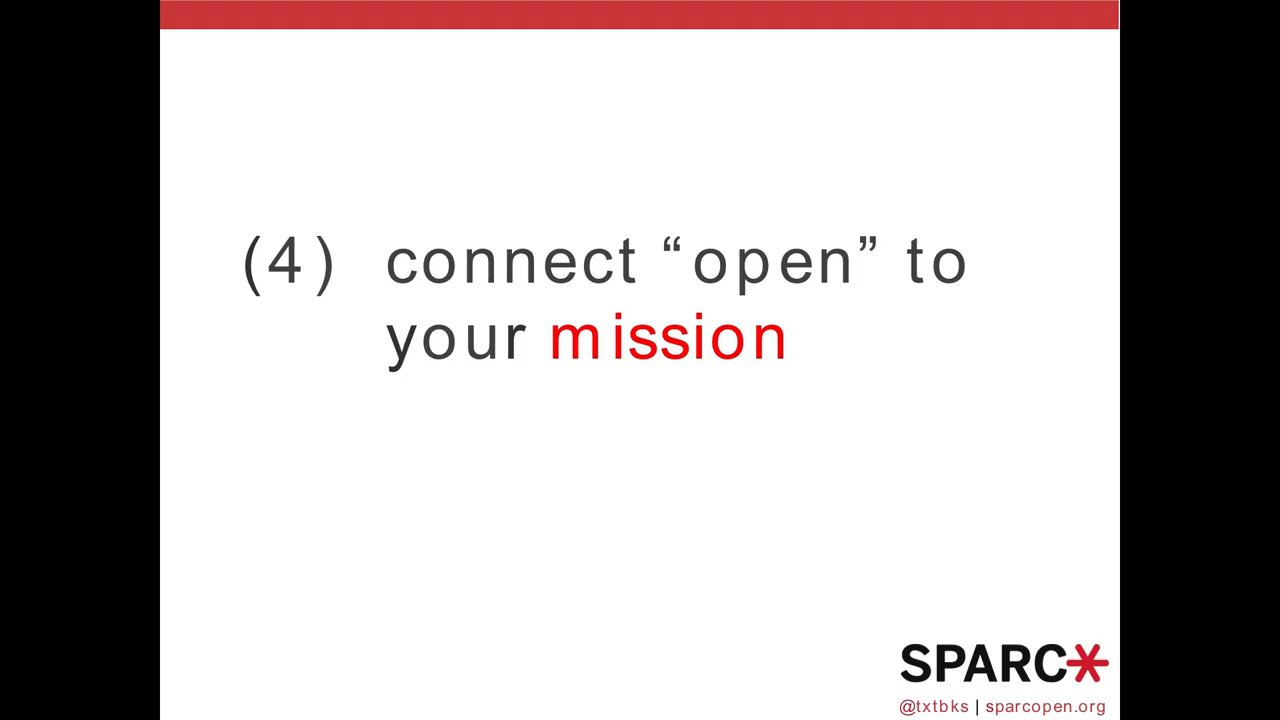 (4) connect “open” to
your mission
SPARC
@txtbks | sparcopen.org